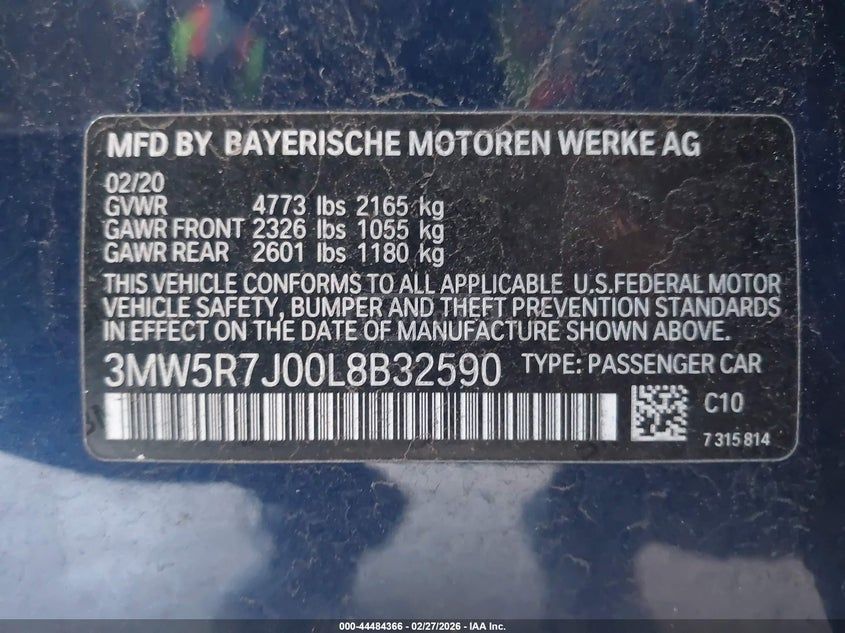 MFD BY BAYERISCHE MOTOREN WERKE AG
02/20
GVWR 4773 lbs 2165 kg
GAWR FRONT 2326 lbs 1055 kg
GAWR REAR 2601 lbs 1180 kg
THIS VEHICLE CONFORMS TO ALL APPLICABLE U.S.FEDERAL MOTOR
VEHICLE SAFETY, BUMPER AND THEFT PREVENTION STANDARDS
IN EFFECT ON THE DATE OF MANUFACTURE SHOWN ABOVE.
3MW5R7J00L8B32590 TYPE: PASSENGER CAR
C10
7 315 814
000-44484366 | 02/27/2026 - IAA Inc.